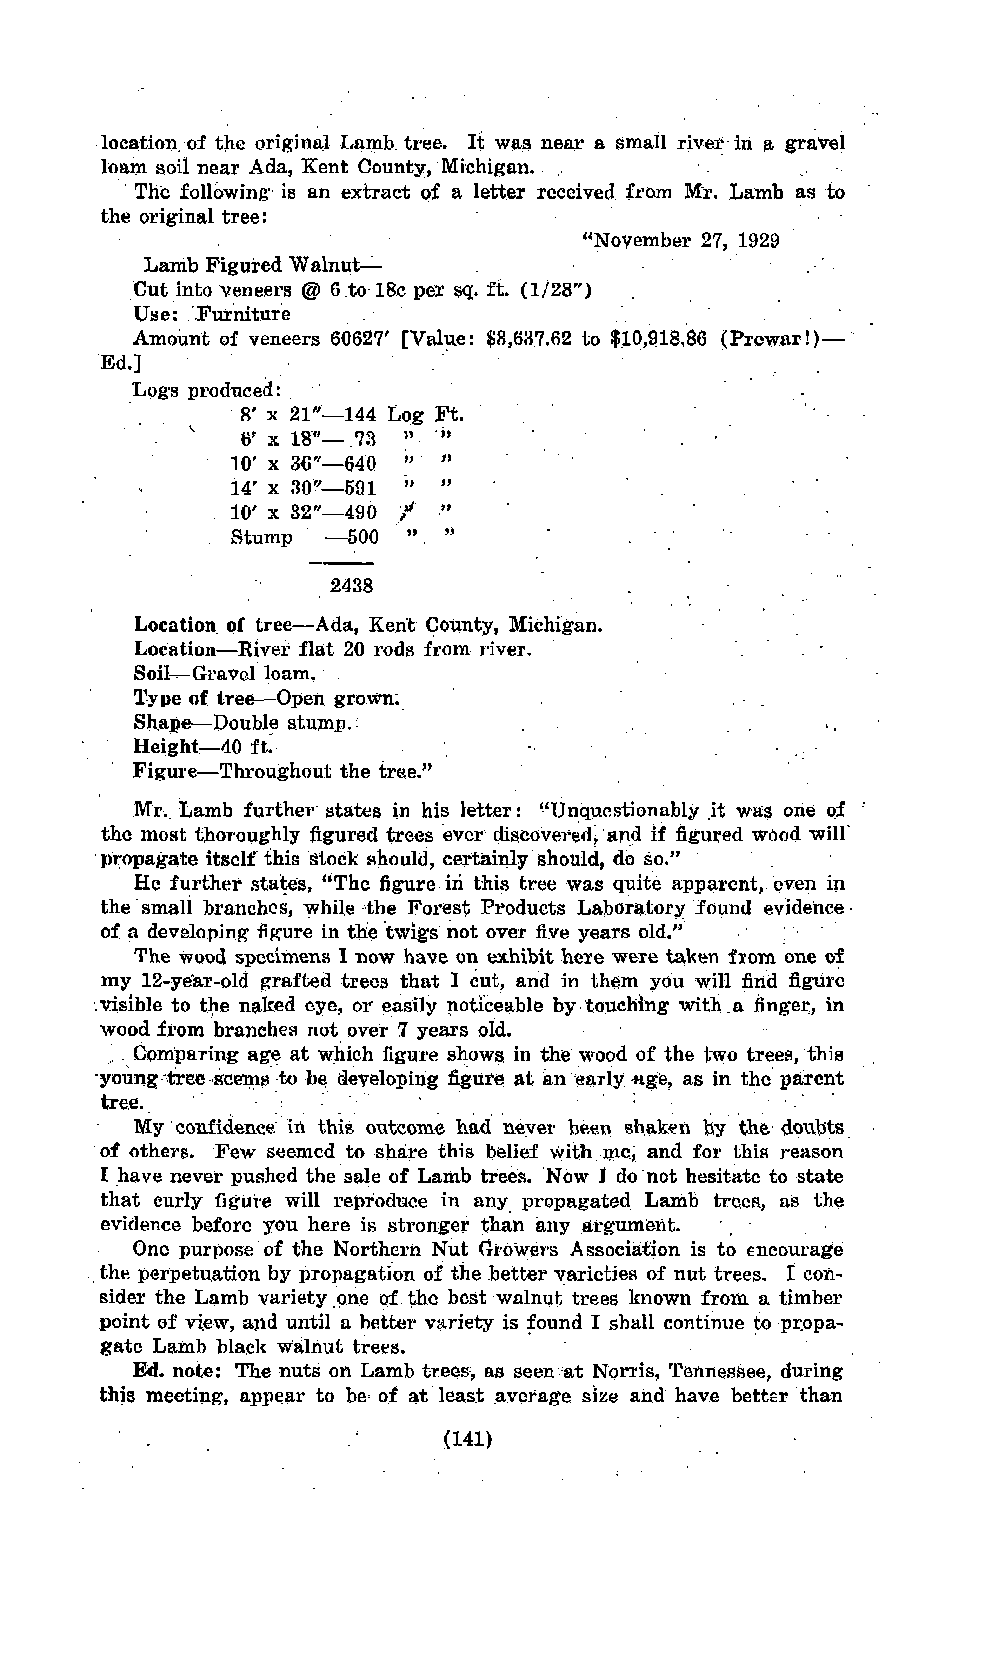 location of the original Lamb tree. It was near a small river in a gravel
loam soil near Ada, Kent County, Michigan.
The following is an extract of a letter received from Mr. Lamb as to
the original tree:
“November 27, 1929
Lamb Figured Walnut—
Cut into veneers @ 6 to 18c per sq. ft. (1/28″)
Use: Furniture
Amount of veneers 60627′ [Value: $3,637.62 to $10,918.86 (Prewar!)—
Ed.]
Logs produced:
8′ x 21″—144 Log Ft.
6′ x 18″— 73 ” ”
10′ x 36″—640 ” ”
14′ x 30″—591 ” ”
10′ x 32″—490 ” ”
Stump —500 ” ”
2438
Location of tree—Ada, Kent County, Michigan.
Location—River flat 20 rods from river.
Soil—Gravel loam.
Type of tree—Open grown.
Shape—Double stump.
Height—40 ft.
Figure—Throughout the tree.”
Mr. Lamb further states in his letter: “Unquestionably it was one of
the most thoroughly figured trees ever discovered, and if figured wood will
propagate itself this stock should, certainly should, do so.”
He further states, “The figure in this tree was quite apparent, even in
the small branches, while the Forest Products Laboratory found evidence
of a developing figure in the twigs not over five years old.”
The wood specimens I now have on exhibit here were taken from one of
my 12-year-old grafted trees that I cut, and in them you will find figure
visible to the naked eye, or easily noticeable by touching with a finger, in
wood from branches not over 7 years old.
Comparing age at which figure shows in the wood of the two trees, this
young tree seems to be developing figure at an early age, as in the parent
tree.
My confidence in this outcome had never been shaken by the doubts
of others. Few seemed to share this belief with me, and for this reason
I have never pushed the sale of Lamb trees. Now I do not hesitate to state
that curly figure will reproduce in any propagated Lamb trees, as the
evidence before you here is stronger than any argument.
One purpose of the Northern Nut Growers Association is to encourage
the perpetuation by propagation of the better varieties of nut trees. I con-
sider the Lamb variety one of the best walnut trees known from a timber
point of view, and until a better variety is found I shall continue to propa-
gate Lamb black walnut trees.
Ed. note: The nuts on Lamb trees, as seen at Norris, Tennessee, during
this meeting, appear to be of at least average size and have better than
(141)